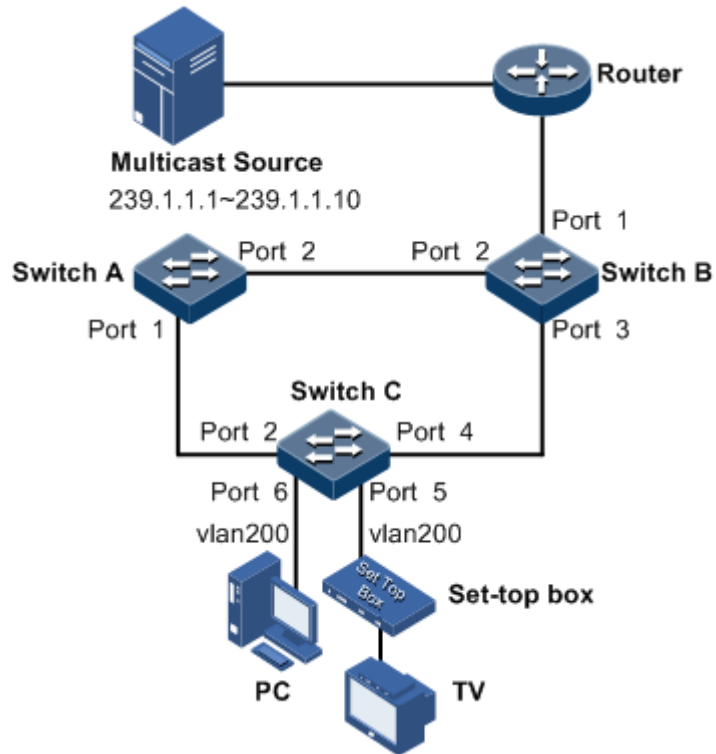 Router
Multicast Source
239.1.1.1~239.1.1.10
Port 1
Switch A
Port 2
Port 2
Switch B
Port 1
Port 3
Switch C
Port 2
Port 4
Port 6
Port 5
vlan200
vlan200
Set Top
Box
Set-top box
PC
TV